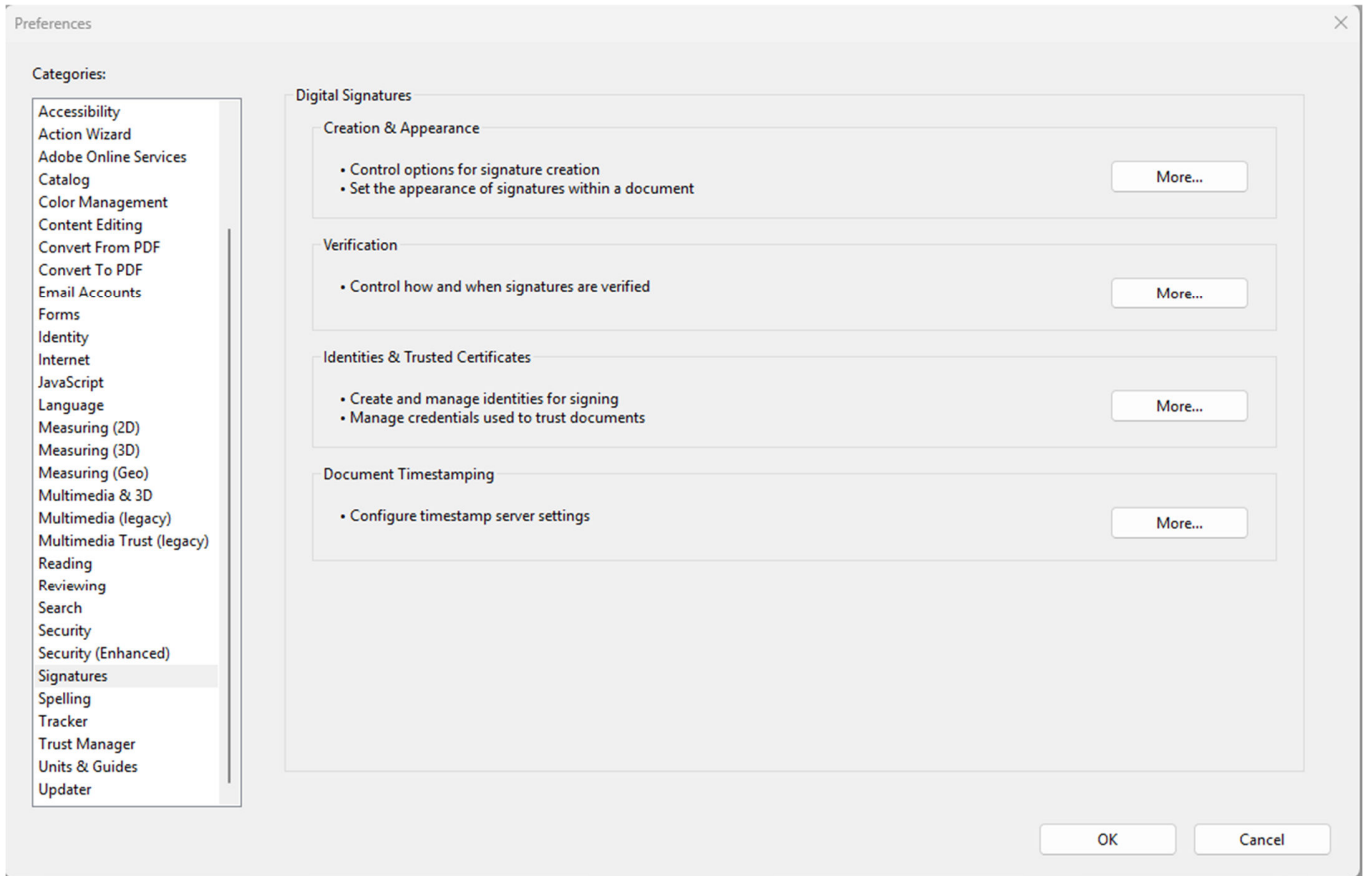 Preferences
Categories:
Accessibility
Action Wizard
Adobe Online Services
Catalog
Color Management
Content Editing
Convert From PDF
Convert To PDF
Email Accounts
Forms
Identity
Internet
JavaScript
Language
Measuring (2D)
Measuring (3D)
Measuring (Geo)
Multimedia & 3D
Multimedia (legacy)
Multimedia Trust (legacy)
Reading
Reviewing
Search
Security
Security (Enhanced)
Signatures
Spelling
Tracker
Trust Manager
Units & Guides
Updater
Digital Signatures
Creation & Appearance
• Control options for signature creation
• Set the appearance of signatures within a document
More...
Verification
• Control how and when signatures are verified
More...
Identities & Trusted Certificates
• Create and manage identities for signing
• Manage credentials used to trust documents
More...
Document Timestamping
• Configure timestamp server settings
More...
OK
Cancel